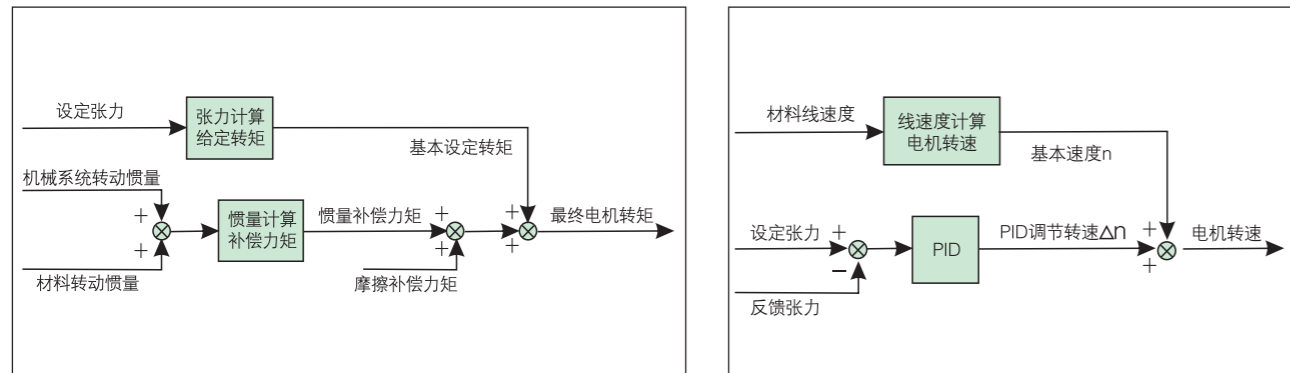 设定张力
张力计算
给定转矩
基本设定转矩
机械系统转动惯量
+
+
材料转动惯量
惯量计算
补偿力矩
惯量补偿力矩
+
+
摩擦补偿力矩
+
+
最终电机转矩
材料线速度
线速度计算
电机转速
基本速度n
设定张力
+
−
反馈张力
PID
PID调节转速△n
+
+
电机转速